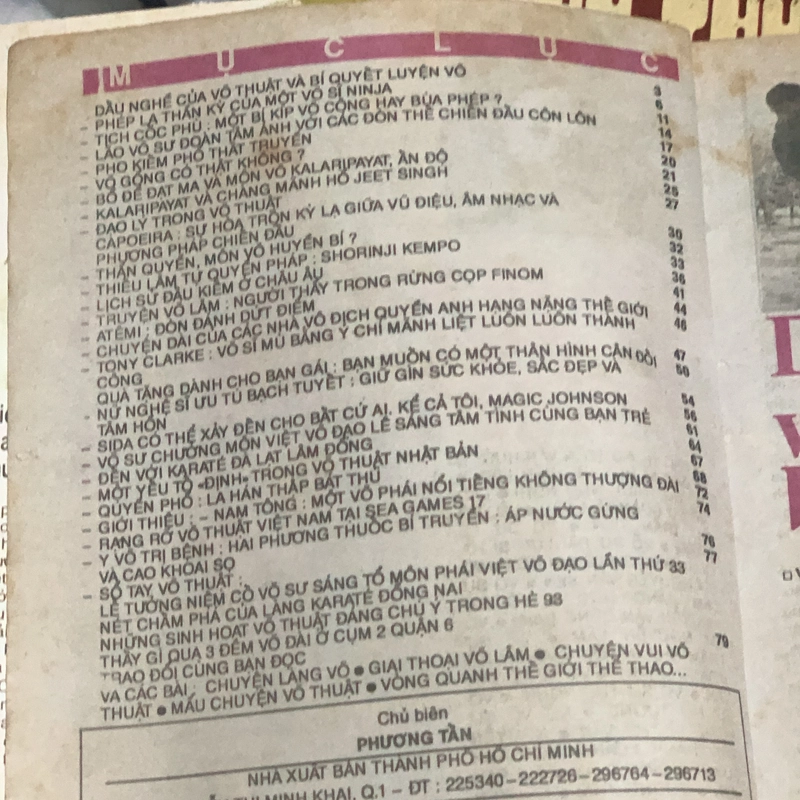 MỤC LỤC
DẤU NGHỀ CỦA VÕ THUẬT VÀ BÍ QUYẾT LUYỆN VÕ 3
– PHÉP LẠ THẦN KỲ CỦA MỘT VÕ SĨ NINJA 6
– TỊCH CỐC PHÙ : MỘT BÍ KÍP VÕ CÔNG HAY BÙA PHÉP ? 11
– LÃO VÕ SƯ ĐOÀN TÂM ẢNH VỚI CÁC ĐÒN THẾ CHIẾN ĐẤU CÔN LÔN 14
– PHO KIẾM PHỔ THẤT TRUYỀN 17
– VÕ GỒNG CÓ THẬT KHÔNG ? 20
– BỒ ĐỀ ĐẠT MA VÀ MÔN VÕ KALARIPAYAT, ẤN ĐỘ 21
– KALARIPAYAT VÀ CHÀNG MÃNH HỔ JEET SINGH 25
– ĐẠO LÝ TRONG VÕ THUẬT 27
CAPOEIRA : SỰ HÒA TRỘN KỲ LẠ GIỮA VŨ ĐIỆU, ÂM NHẠC VÀ
PHƯƠNG PHÁP CHIẾN ĐẤU 30
– THẦN QUYỀN, MÔN VÕ HUYỀN BÍ ? 32
– THIẾU LÂM TỰ QUYỀN PHÁP : SHORINJI KEMPO 33
– LỊCH SỬ ĐẤU KIẾM Ở CHÂU ÂU 36
– TRUYỆN VÕ LÂM : NGƯỜI THẦY TRONG RỪNG CỌP FINOM 41
– ATÉMI : ĐÒN ĐÁNH DỨT ĐIỂM 44
– CHUYỆN DÀI CỦA CÁC NHÀ VÔ ĐỊCH QUYỀN ANH HẠNG NẶNG THẾ GIỚI 46
– TONY CLARKE : VÕ SĨ MÙ BẰNG Ý CHÍ MÃNH LIỆT LUÔN LUÔN THÀNH
CÔNG 47
QUÀ TẶNG DÀNH CHO BẠN GÁI : BẠN MUỐN CÓ MỘT THÂN HÌNH CÂN ĐỐI 50
– NỮ NGHỆ SĨ ƯU TÚ BẠCH TUYẾT : GIỮ GÌN SỨC KHỎE, SẮC ĐẸP VÀ
TÂM HỒN 54
– SIDA CÓ THỂ XẢY ĐẾN CHO BẤT CỨ AI, KỂ CẢ TÔI, MAGIC JOHNSON 56
– VÕ SƯ CHƯỞNG MÔN VIỆT VÕ ĐẠO LÊ SÁNG TÂM TÌNH CÙNG BẠN TRẺ 61
– ĐẾN VỚI KARATÉ ĐÀ LẠT LÂM ĐỒNG 64
– MỘT YẾU TỐ «ĐỊNH» TRONG VÕ THUẬT NHẬT BẢN 67
– QUYỀN PHỔ : LA HÁN THẬP BÁT THỦ 68
– GIỚI THIỆU : – NAM TÔNG : MỘT VÕ PHÁI NỔI TIẾNG KHÔNG THƯỢNG ĐÀI 72
– RẠNG RỠ VÕ THUẬT VIỆT NAM TẠI SEA GAMES 17 74
– Y VÕ TRỊ BỆNH : HAI PHƯƠNG THUỐC BÍ TRUYỀN : ÁP NƯỚC GỪNG
VÀ CAO KHOAI SỌ 76
– SỔ TAY VÕ THUẬT : 77
LỄ TƯỞNG NIỆM CỐ VÕ SƯ SÁNG TỔ MÔN PHÁI VIỆT VÕ ĐẠO LẦN THỨ 33
NÉT CHẤM PHÁ CỦA LÀNG KARATÉ ĐỒNG NAI
NHỮNG SINH HOẠT VÕ THUẬT ĐÁNG CHÚ Ý TRONG HÈ 93
THẤY GÌ QUA 3 ĐÊM VÕ ĐÀI Ở CỤM 2 QUẬN 6
TRAO ĐỔI CÙNG BẠN ĐỌC 79
VÀ CÁC BÀI : CHUYỆN LÀNG VÕ ● GIAI THOẠI VÕ LÂM ● CHUYỆN VUI VÕ
THUẬT ● MẨU CHUYỆN VÕ THUẬT ● VÒNG QUANH THẾ GIỚI THỂ THAO...
Chủ biên
PHƯƠNG TẤN
NHÀ XUẤT BẢN THÀNH PHỐ HỒ CHÍ MINH
MINH KHAI, Q.1 – ĐT : 225340–222726–296764–296713